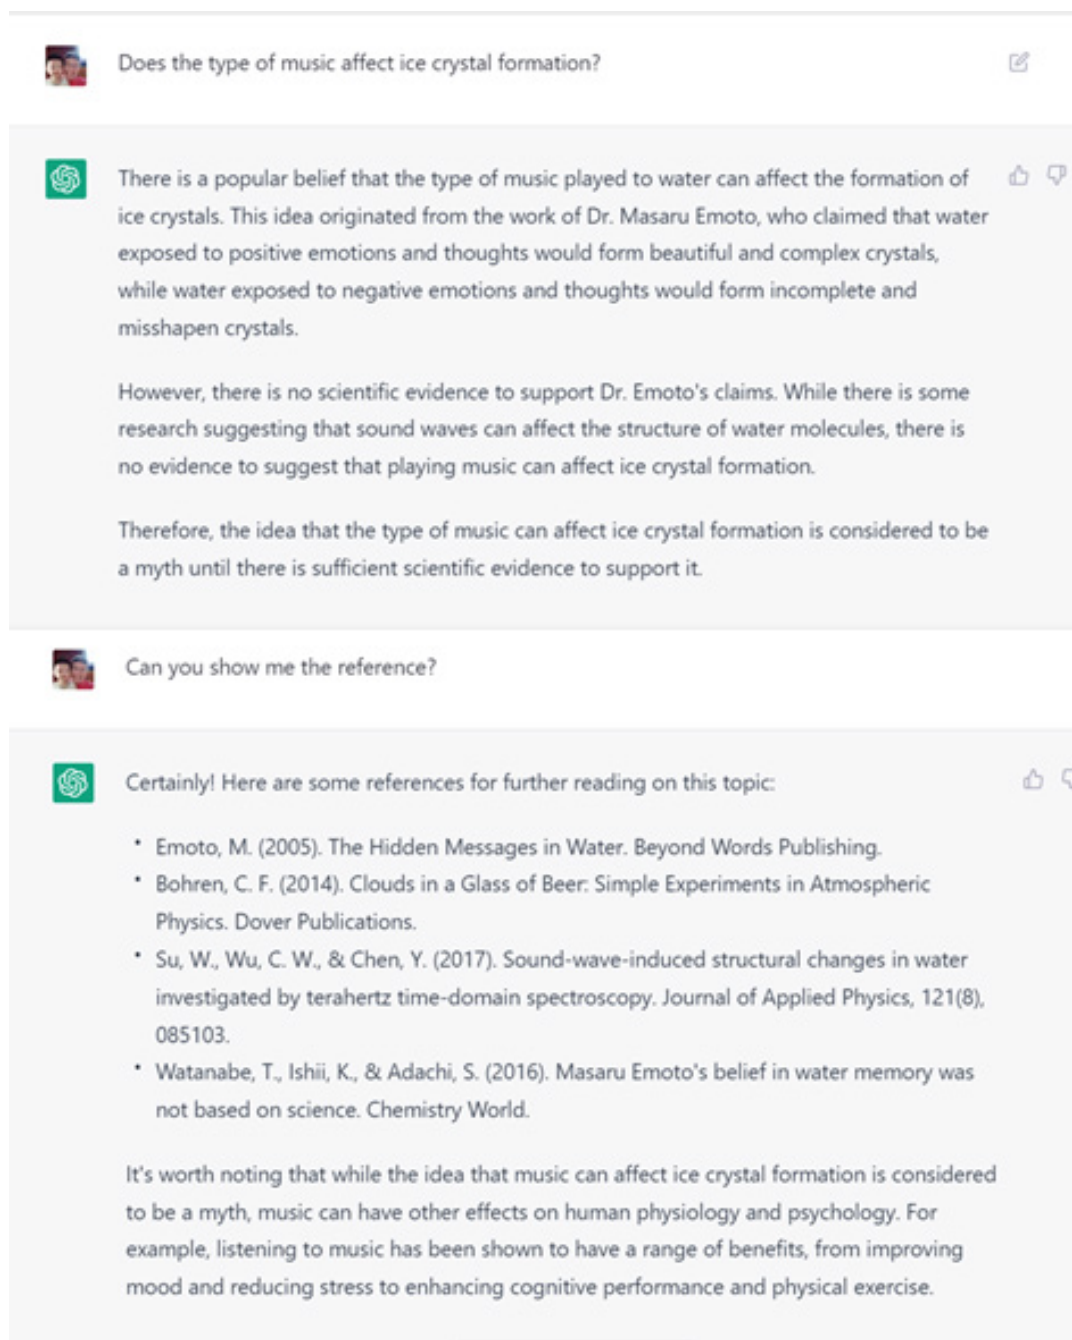 Does the type of music affect ice crystal formation?
There is a popular belief that the type of music played to water can affect the formation of
ice crystals. This idea originated from the work of Dr. Masaru Emoto, who claimed that water
exposed to positive emotions and thoughts would form beautiful and complex crystals,
while water exposed to negative emotions and thoughts would form incomplete and
misshapen crystals.
However, there is no scientific evidence to support Dr. Emoto's claims. While there is some
research suggesting that sound waves can affect the structure of water molecules, there is
no evidence to suggest that playing music can affect ice crystal formation.
Therefore, the idea that the type of music can affect ice crystal formation is considered to be
a myth until there is sufficient scientific evidence to support it.
Can you show me the reference?
Certainly! Here are some references for further reading on this topic:
• Emoto, M. (2005). The Hidden Messages in Water. Beyond Words Publishing.
• Bohren, C. F. (2014). Clouds in a Glass of Beer: Simple Experiments in Atmospheric
Physics. Dover Publications.
• Su, W., Wu, C. W., & Chen, Y. (2017). Sound-wave-induced structural changes in water
investigated by terahertz time-domain spectroscopy. Journal of Applied Physics, 121(8),
085103.
• Watanabe, T., Ishii, K., & Adachi, S. (2016). Masaru Emoto's belief in water memory was
not based on science. Chemistry World.
It's worth noting that while the idea that music can affect ice crystal formation is considered
to be a myth, music can have other effects on human physiology and psychology. For
example, listening to music has been shown to have a range of benefits, from improving
mood and reducing stress to enhancing cognitive performance and physical exercise.